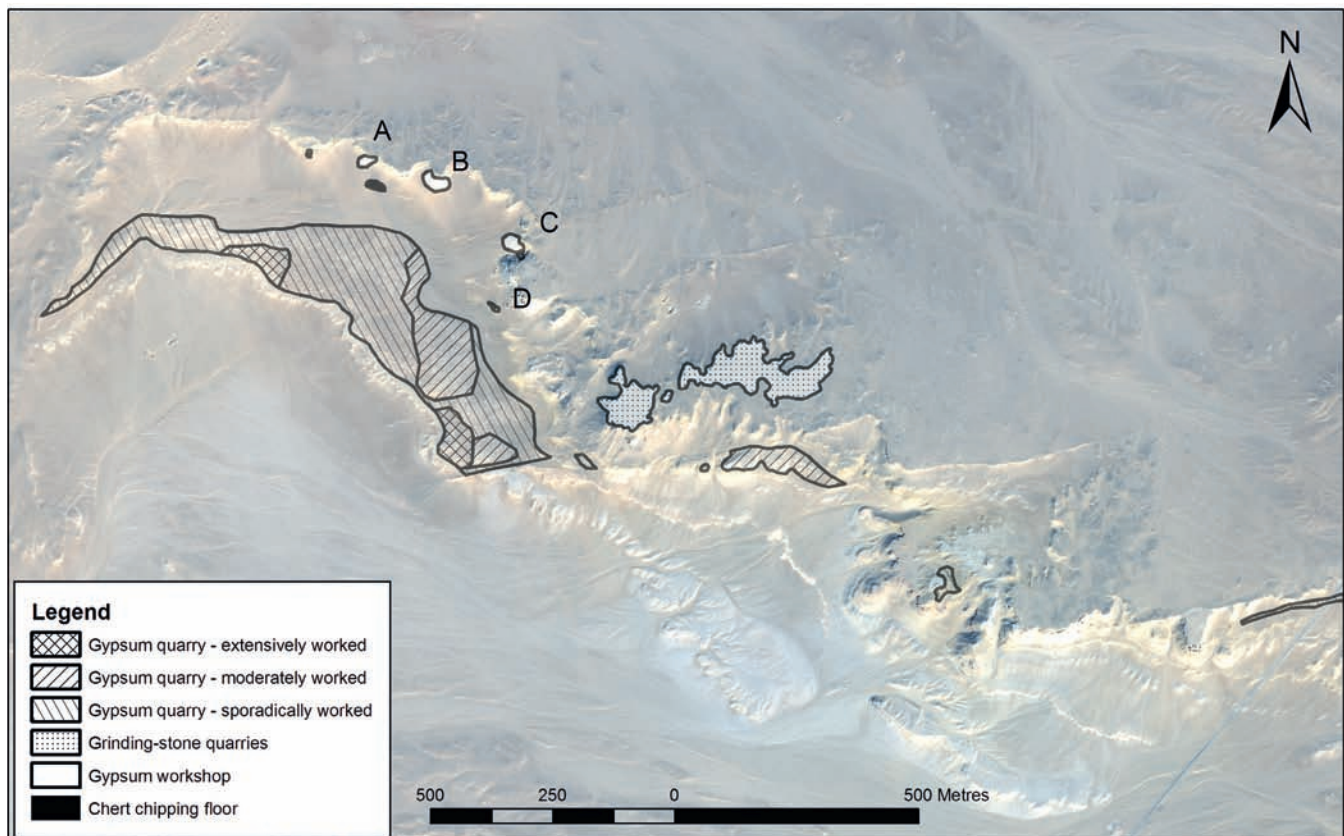 N
A
B
C
D
Legend
Gypsum quarry - extensively worked
Gypsum quarry - moderately worked
Gypsum quarry - sporadically worked
Grinding-stone quarries
Gypsum workshop
Chert chipping floor
500 250 0 500 Metres